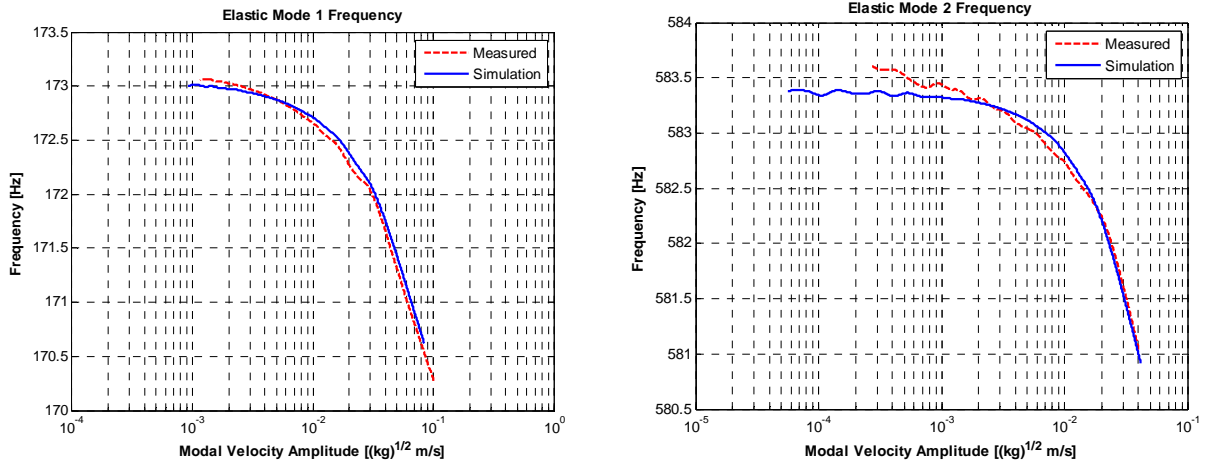 Elastic Mode 1 Frequency
173.5
173
172.5
172
171.5
171
170.5
170
Frequency [Hz]
Measured
Simulation
10^-4
10^-3
10^-2
10^-1
10^0
Modal Velocity Amplitude [(kg)^1/2 m/s]
Elastic Mode 2 Frequency
584
583.5
583
582.5
582
581.5
581
580.5
Frequency [Hz]
Measured
Simulation
10^-5
10^-4
10^-3
10^-2
10^-1
Modal Velocity Amplitude [(kg)^1/2 m/s]